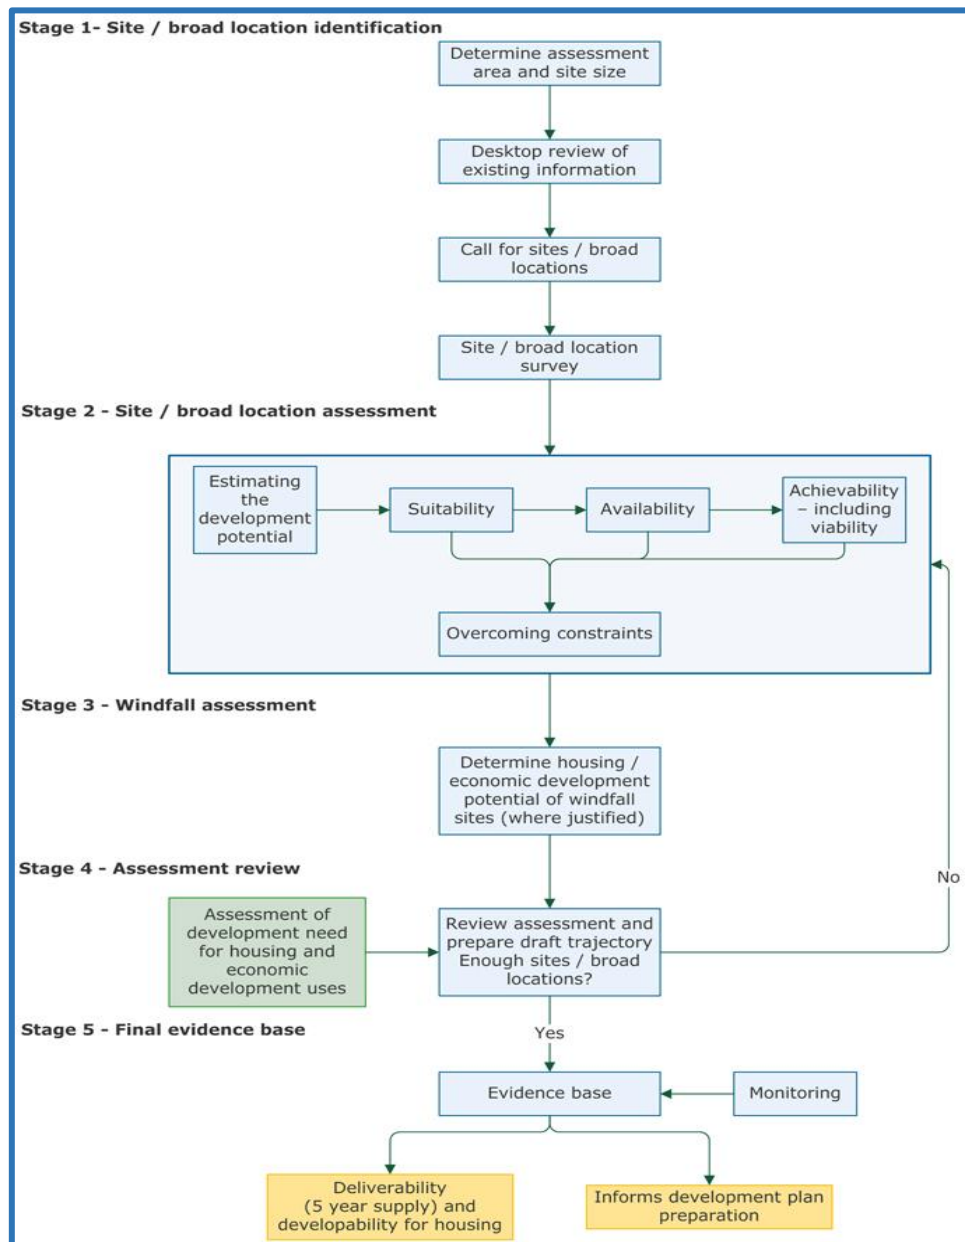 Stage 1- Site / broad location identification
Determine assessment
area and site size
Desktop review of
existing information
Call for sites / broad
locations
Site / broad location
survey
Stage 2 - Site / broad location assessment
Estimating
the
development
potential
Suitability
Availability
Achievability
– including
viability
Overcoming constraints
Stage 3 - Windfall assessment
Determine housing /
economic development
potential of windfall
sites (where justified)
Stage 4 - Assessment review
No
Assessment of
development need
for housing and
economic
development uses
Review assessment and
prepare draft trajectory
Enough sites / broad
locations?
Stage 5 - Final evidence base
Yes
Evidence base
Monitoring
Deliverability
(5 year supply) and
developability for housing
Informs development plan
preparation